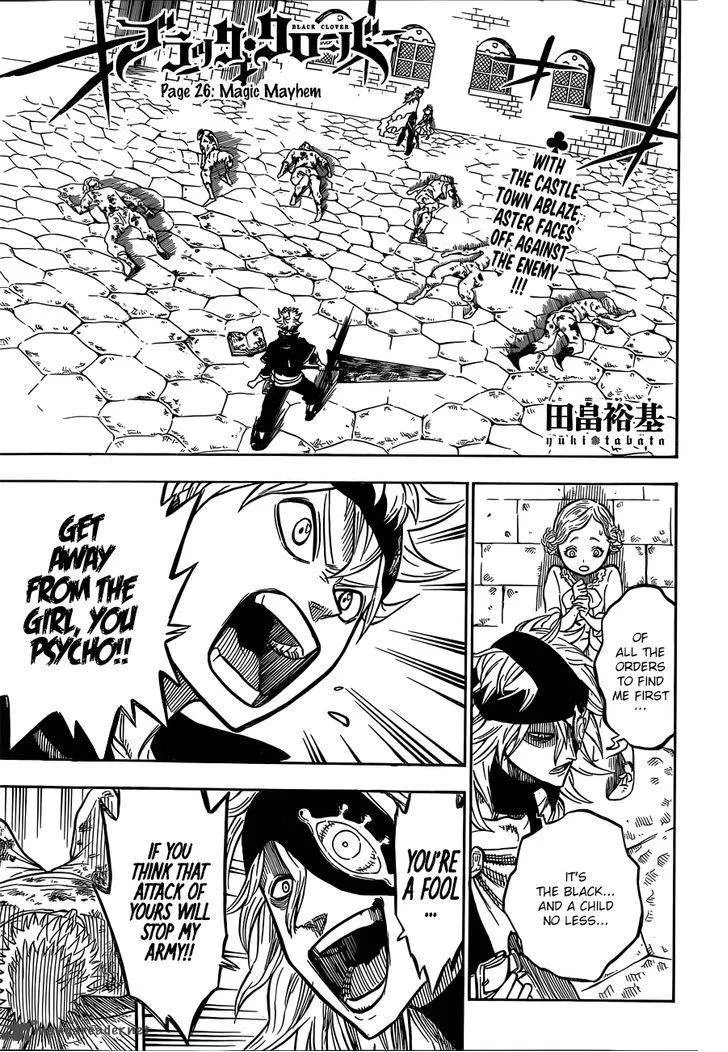 BLACK CLOVER
ブラッククローバー
Page 26: Magic Mayhem
WITH
THE CASTLE
TOWN ABLAZE,
ASTER FACES
OFF AGAINST
THE ENEMY
!!!
田畠裕基
yūki tabata
OF
ALL THE
ORDERS
TO FIND
ME FIRST
...
IT'S
THE BLACK...
AND A CHILD
NO LESS...
GET
AWAY
FROM THE
GIRL, YOU
PSYCHO!!
YOU'RE
A FOOL
...
IF YOU
THINK THAT
ATTACK OF
YOURS WILL
STOP MY
ARMY!!